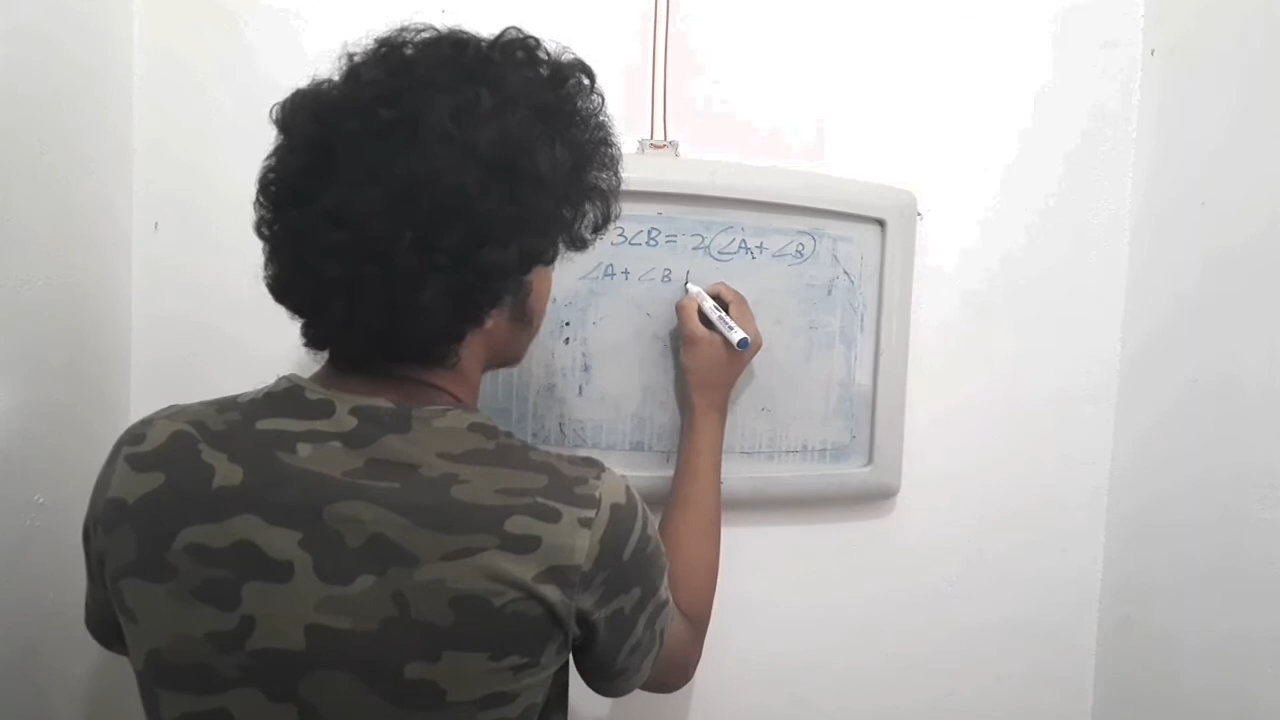 = 3∠B = 2(∠A + ∠B)
∠A + ∠B